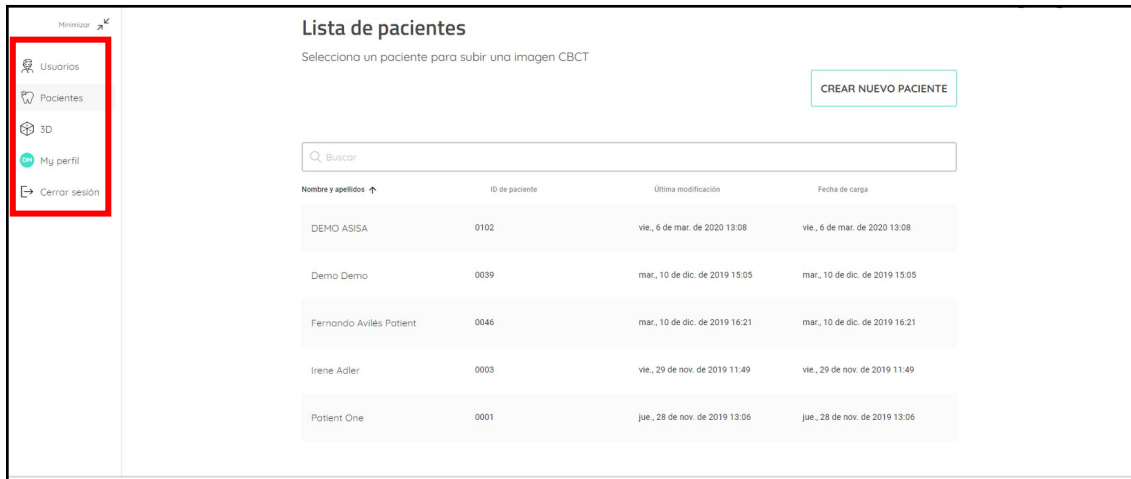 Minimizar
Usuarios
Pacientes
3D
DM My perfil
Cerrar sesión
Lista de pacientes
Selecciona un paciente para subir una imagen CBCT
CREAR NUEVO PACIENTE
Buscar
Nombre y apellidos ID de paciente Última modificación Fecha de carga
DEMO ASISA 0102 vie., 6 de mar. de 2020 13:08 vie., 6 de mar. de 2020 13:08
Demo Demo 0039 mar., 10 de dic. de 2019 15:05 mar., 10 de dic. de 2019 15:05
Fernando Avilés Patient 0046 mar., 10 de dic. de 2019 16:21 mar., 10 de dic. de 2019 16:21
Irene Adler 0003 vie., 29 de nov. de 2019 11:49 vie., 29 de nov. de 2019 11:49
Patient One 0001 jue., 28 de nov. de 2019 13:06 jue., 28 de nov. de 2019 13:06